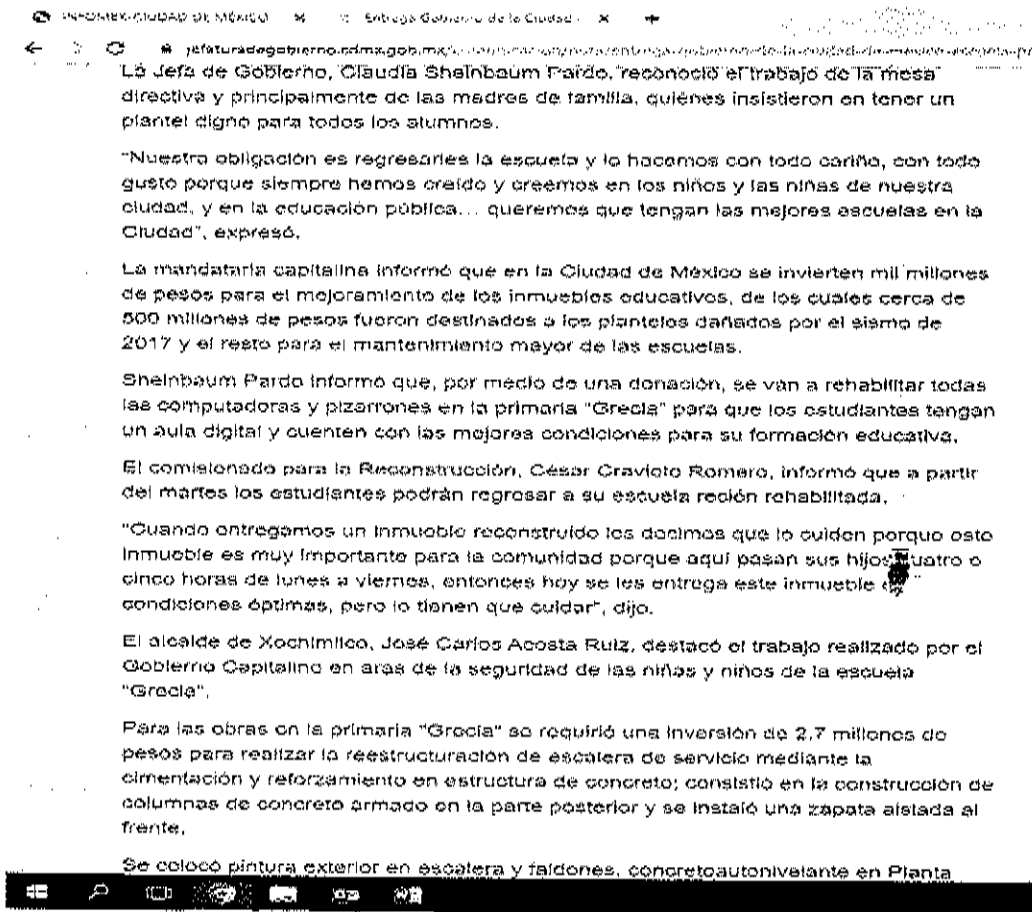 INFOMEX-CIUDAD DE MÉXICO
Entrega Gobierno de la Ciudad
jefaturadegobierno.cdmx.gob.mx
La Jefa de Gobierno, Claudia Sheinbaum Pardo, reconoció el trabajo de la mesa
directiva y principalmente de las madres de familia, quiénes insistieron en tener un
plantel digno para todos los alumnos.
"Nuestra obligación es regresarles la escuela y lo hacemos con todo cariño, con todo
gusto porque siempre hemos creído y creemos en los niños y las niñas de nuestra
ciudad, y en la educación pública... queremos que tengan las mejores escuelas en la
Ciudad", expresó.
La mandataria capitalina informó que en la Ciudad de México se invierten mil millones
de pesos para el mejoramiento de los inmuebles educativos, de los cuales cerca de
500 millones de pesos fueron destinados a los planteles dañados por el sismo de
2017 y el resto para el mantenimiento mayor de las escuelas.
Sheinbaum Pardo informó que, por medio de una donación, se van a rehabilitar todas
las computadoras y pizarrones en la primaria "Grecia" para que los estudiantes tengan
un aula digital y cuenten con las mejores condiciones para su formación educativa.
El comisionado para la Reconstrucción, César Cravioto Romero, informó que a partir
del martes los estudiantes podrán regresar a su escuela recién rehabilitada.
"Cuando entregamos un inmueble reconstruido les decimos que lo cuiden porque este
inmueble es muy importante para la comunidad porque aquí pasan sus hijos cuatro o
cinco horas de lunes a viernes, entonces hoy se les entrega este inmueble
condiciones óptimas, pero lo tienen que cuidar", dijo.
El alcalde de Xochimilco, José Carlos Acosta Ruíz, destacó el trabajo realizado por el
Gobierno Capitalino en aras de la seguridad de las niñas y niños de la escuela
"Grecia".
Para las obras en la primaria "Grecia" se requirió una inversión de 2.7 millones de
pesos para realizar la reestructuración de escalera de servicio mediante la
cimentación y reforzamiento en estructura de concreto; consistió en la construcción de
columnas de concreto armado en la parte posterior y se instaló una zapata aislada al
frente.
Se colocó pintura exterior en escalera y faldones, concretoautonivelante en Planta